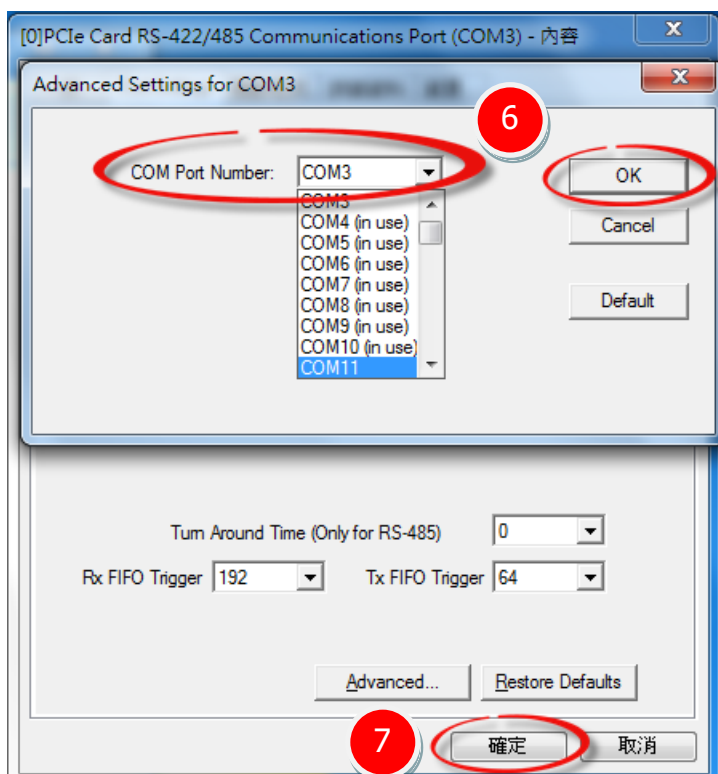 [0]PCIe Card RS-422/485 Communications Port (COM3) - 內容
Advanced Settings for COM3
6
COM Port Number: COM3
OK
COM3
COM4 (in use)
Cancel
COM5 (in use)
COM6 (in use)
COM7 (in use)
COM8 (in use)
Default
COM9 (in use)
COM10 (in use)
COM11
Turn Around Time (Only for RS-485) 0
Rx FIFO Trigger 192 Tx FIFO Trigger 64
Advanced... Restore Defaults
7 確定 取消